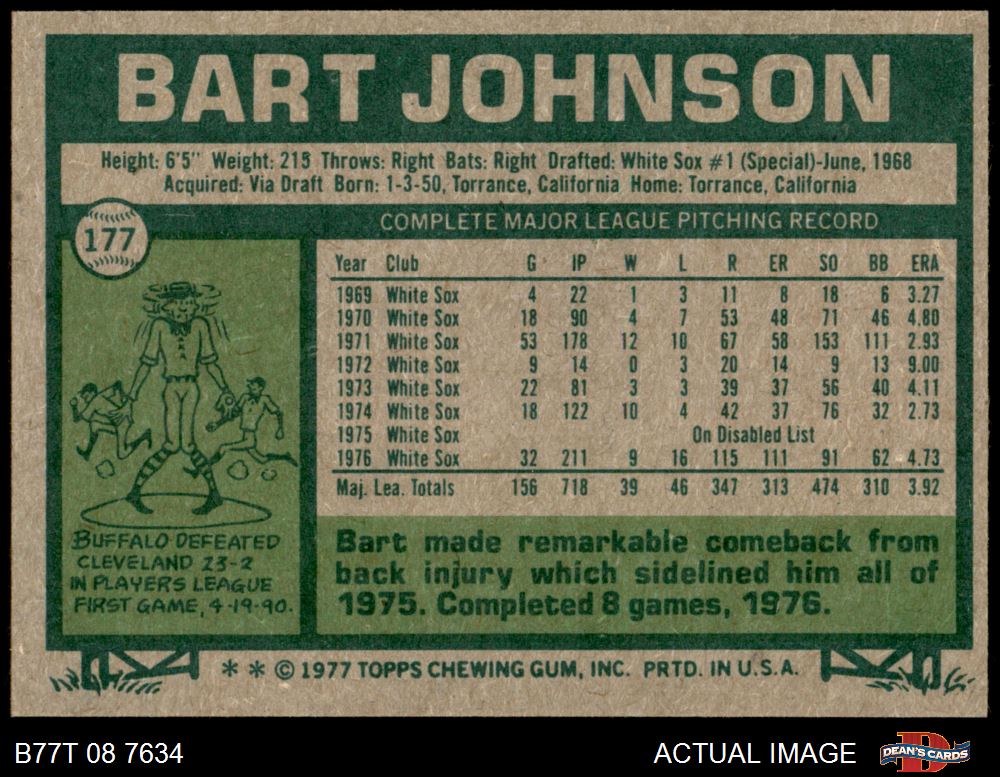 BART JOHNSON
Height: 6'5" Weight: 215 Throws: Right Bats: Right Drafted: White Sox #1 (Special)-June, 1968
Acquired: Via Draft Born: 1-3-50, Torrance, California Home: Torrance, California
177
COMPLETE MAJOR LEAGUE PITCHING RECORD
Year Club G IP W L R ER SO BB ERA
1969 White Sox 4 22 1 3 11 8 18 6 3.27
1970 White Sox 18 90 4 7 53 48 71 46 4.80
1971 White Sox 53 178 12 10 67 58 153 111 2.93
1972 White Sox 9 14 0 3 20 14 9 13 9.00
1973 White Sox 22 81 3 3 39 37 56 40 4.11
1974 White Sox 18 122 10 4 42 37 76 32 2.73
1975 White Sox On Disabled List
1976 White Sox 32 211 9 16 115 111 91 62 4.73
Maj. Lea. Totals 156 718 39 46 347 313 474 310 3.92
BUFFALO DEFEATED
CLEVELAND 23-2
IN PLAYERS LEAGUE
FIRST GAME, 4-19-90.
Bart made remarkable comeback from
back injury which sidelined him all of
1975. Completed 8 games, 1976.
* * © 1977 TOPPS CHEWING GUM, INC. PRTD. IN U.S.A.
B77T 08 7634
ACTUAL IMAGE
D
DEAN'S CARDS